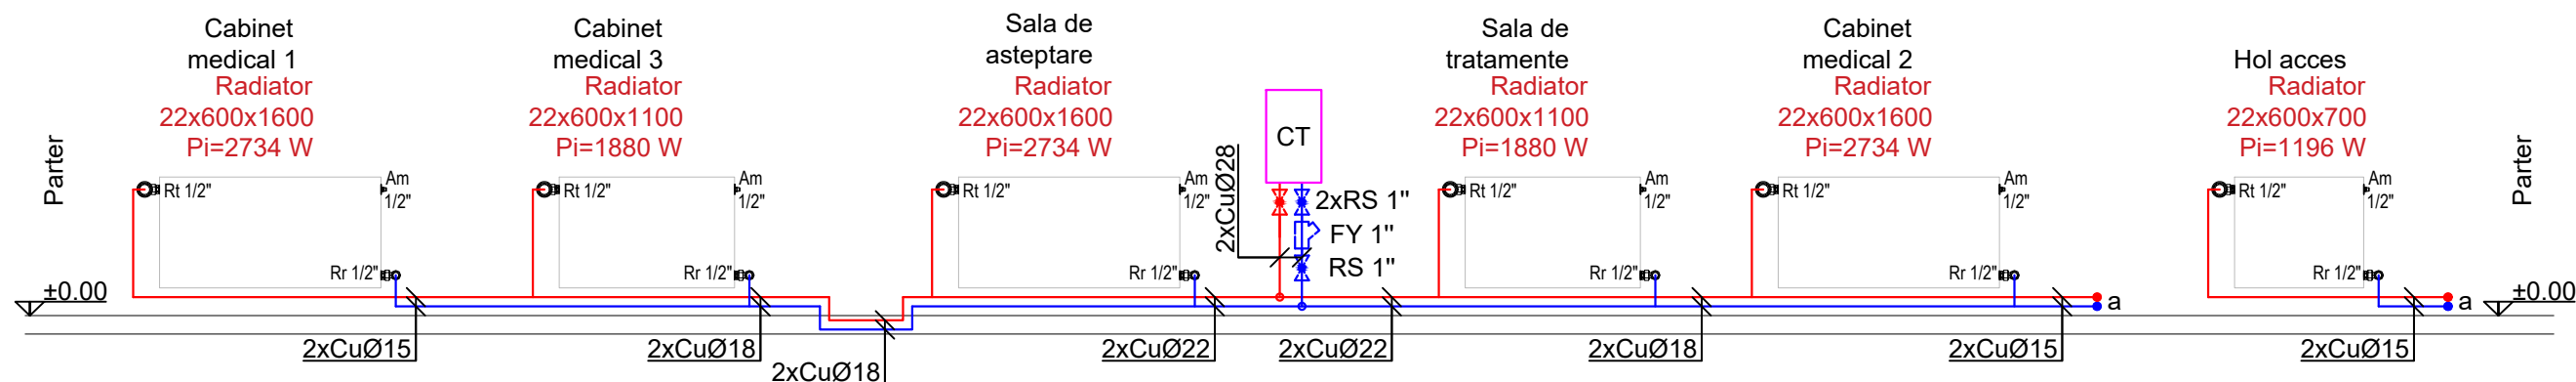 Parter
±0.00
Cabinet
medical 1
Radiator
22x600x1600
Pi=2734 W
Rt 1/2"
Am
1/2"
Rr 1/2"
2xCuØ15
Cabinet
medical 3
Radiator
22x600x1100
Pi=1880 W
Rt 1/2"
Am
1/2"
Rr 1/2"
2xCuØ18
2xCuØ18
Sala de
asteptare
Radiator
22x600x1600
Pi=2734 W
Rt 1/2"
Am
1/2"
Rr 1/2"
2xCuØ22
2xCuØ28
CT
2xRS 1"
FY 1"
RS 1"
2xCuØ22
Sala de
tratamente
Radiator
22x600x1100
Pi=1880 W
Rt 1/2"
Am
1/2"
Rr 1/2"
2xCuØ18
Cabinet
medical 2
Radiator
22x600x1600
Pi=2734 W
Rt 1/2"
Am
1/2"
Rr 1/2"
2xCuØ15
a
Hol acces
Radiator
22x600x700
Pi=1196 W
Rt 1/2"
Am
1/2"
Rr 1/2"
2xCuØ15
a
Parter
±0.00